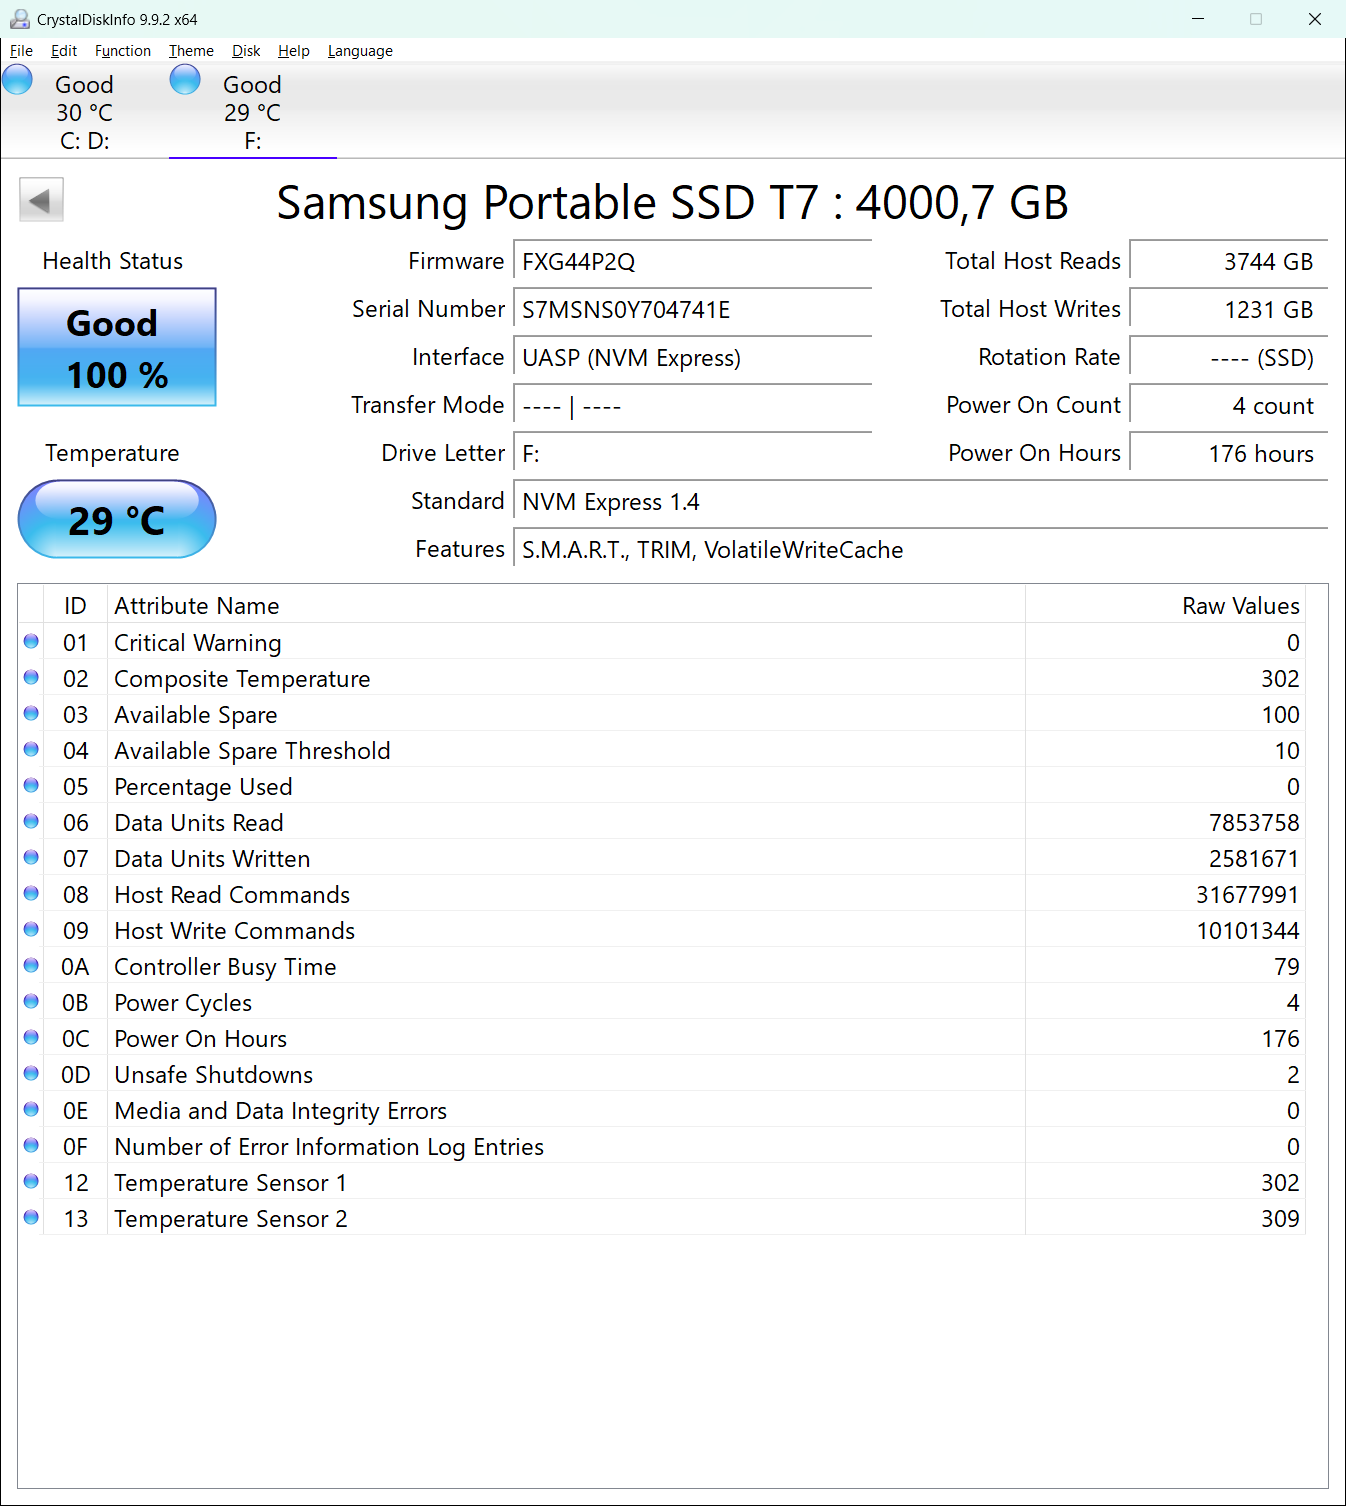 CrystalDiskInfo 9.9.2 x64
File Edit Function Theme Disk Help Language
Good
30 °C
C: D:
Good
29 °C
F:
Samsung Portable SSD T7 : 4000,7 GB
Health Status
Good
100 %
Temperature
29 °C
Firmware FXG44P2Q
Serial Number S7MSNS0Y704741E
Interface UASP (NVM Express)
Transfer Mode ---- | ----
Drive Letter F:
Standard NVM Express 1.4
Features S.M.A.R.T., TRIM, VolatileWriteCache
Total Host Reads 3744 GB
Total Host Writes 1231 GB
Rotation Rate ---- (SSD)
Power On Count 4 count
Power On Hours 176 hours
ID Attribute Name Raw Values
01 Critical Warning 0
02 Composite Temperature 302
03 Available Spare 100
04 Available Spare Threshold 10
05 Percentage Used 0
06 Data Units Read 7853758
07 Data Units Written 2581671
08 Host Read Commands 31677991
09 Host Write Commands 10101344
0A Controller Busy Time 79
0B Power Cycles 4
0C Power On Hours 176
0D Unsafe Shutdowns 2
0E Media and Data Integrity Errors 0
0F Number of Error Information Log Entries 0
12 Temperature Sensor 1 302
13 Temperature Sensor 2 309